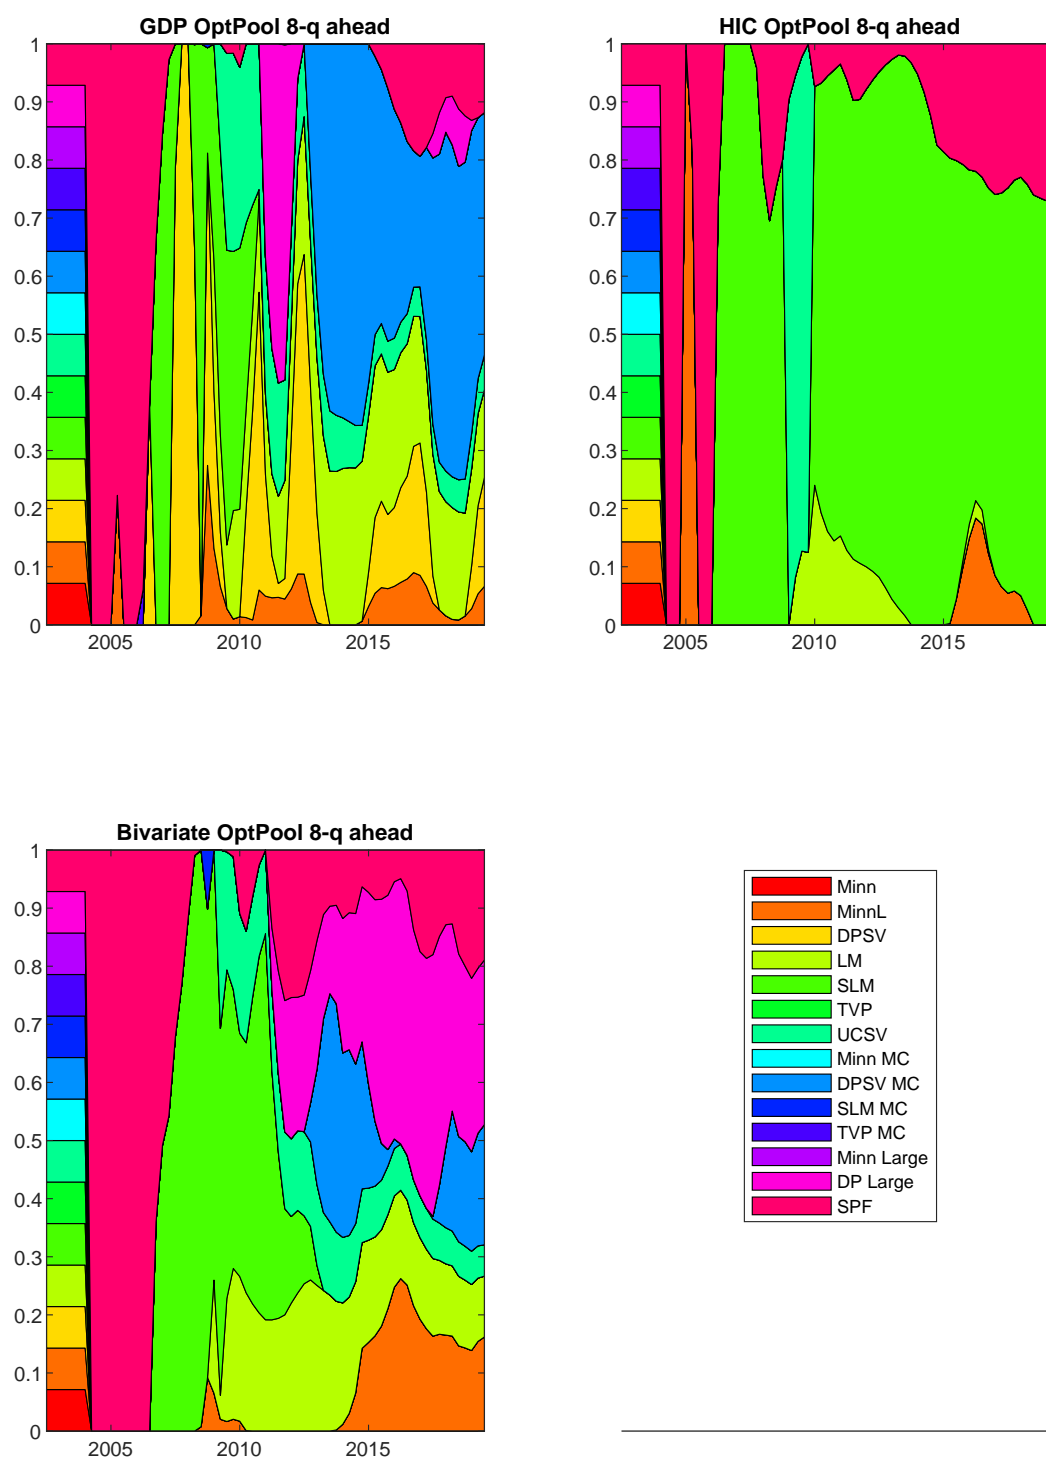 GDP OptPool 8-q ahead
1
0.9
0.8
0.7
0.6
0.5
0.4
0.3
0.2
0.1
0
2005 2010 2015
HIC OptPool 8-q ahead
1
0.9
0.8
0.7
0.6
0.5
0.4
0.3
0.2
0.1
0
2005 2010 2015
Bivariate OptPool 8-q ahead
1
0.9
0.8
0.7
0.6
0.5
0.4
0.3
0.2
0.1
0
2005 2010 2015
Minn
MinnL
DPSV
LM
SLM
TVP
UCSV
Minn MC
DPSV MC
SLM MC
TVP MC
Minn Large
DP Large
SPF